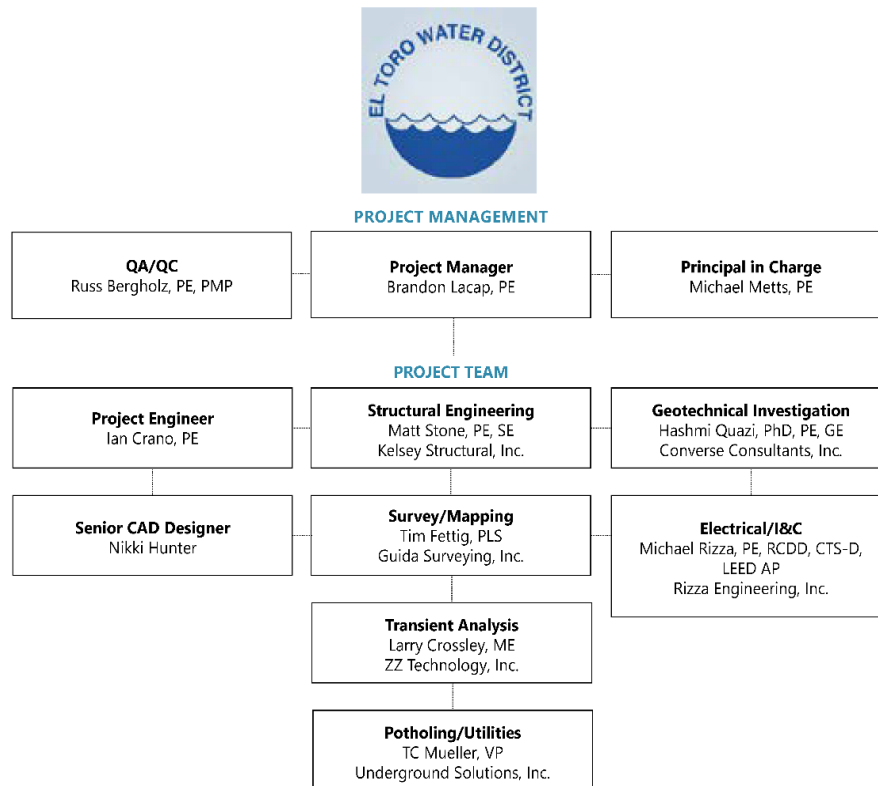 EL TORO WATER DISTRICT
PROJECT MANAGEMENT
QA/QC
Russ Bergholz, PE, PMP
Project Manager
Brandon Lacap, PE
Principal in Charge
Michael Metts, PE
PROJECT TEAM
Project Engineer
Ian Crano, PE
Structural Engineering
Matt Stone, PE, SE
Kelsey Structural, Inc.
Geotechnical Investigation
Hashmi Quazi, PhD, PE, GE
Converse Consultants, Inc.
Senior CAD Designer
Nikki Hunter
Survey/Mapping
Tim Fettig, PLS
Guida Surveying, Inc.
Electrical/I&C
Michael Rizza, PE, RCDD, CTS-D,
LEED AP
Rizza Engineering, Inc.
Transient Analysis
Larry Crossley, ME
ZZ Technology, Inc.
Potholing/Utilities
TC Mueller, VP
Underground Solutions, Inc.